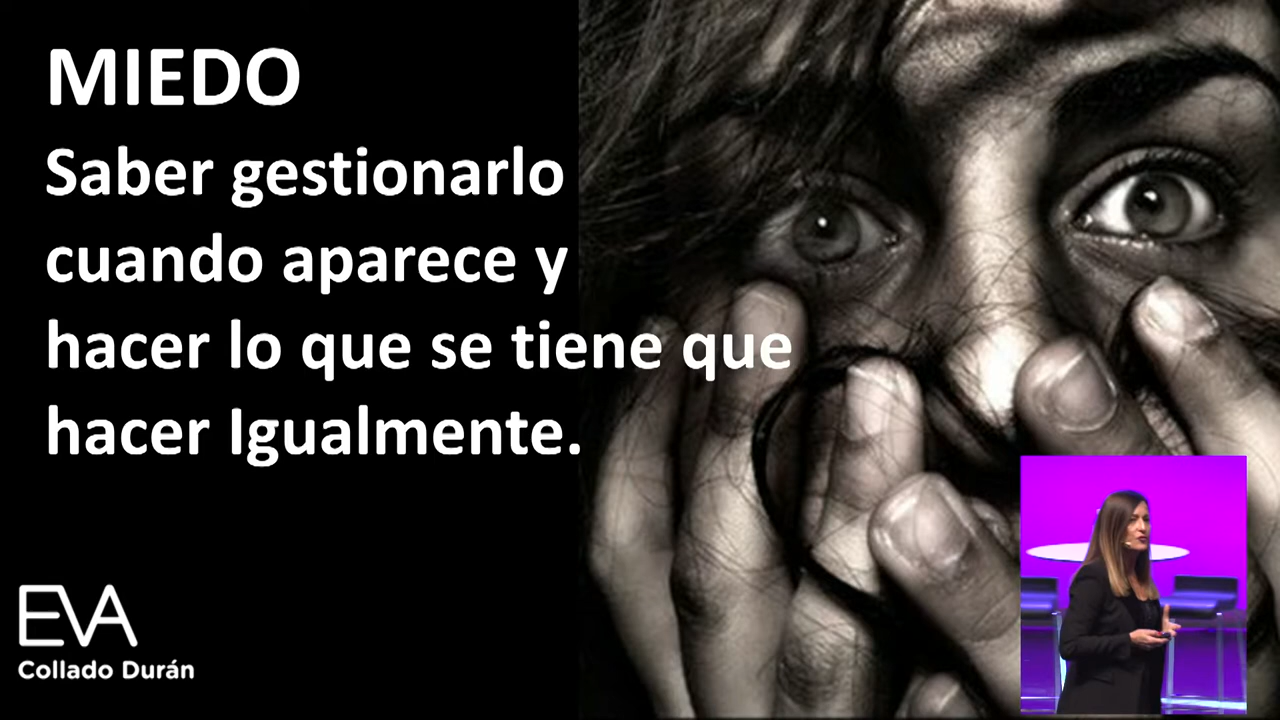 MIEDO
Saber gestionarlo
cuando aparece y
hacer lo que se tiene que
hacer Igualmente.
EVA
Collado Durán